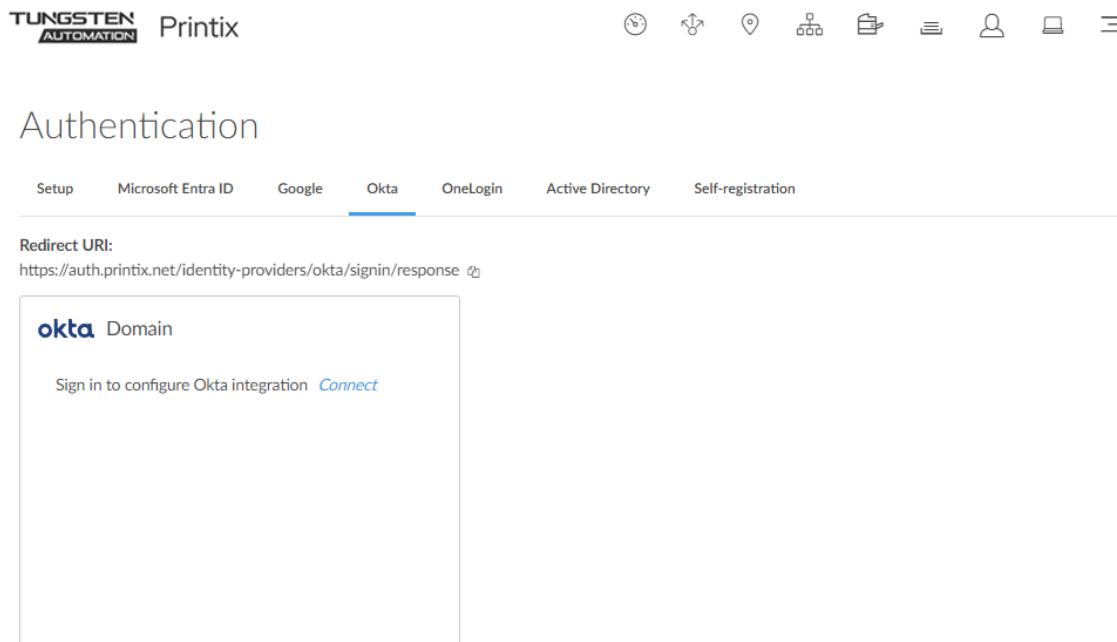 TUNGSTEN
AUTOMATION
Printix
Authentication
Setup Microsoft Entra ID Google Okta OneLogin Active Directory Self-registration
Redirect URI:
https://auth.printix.net/identity-providers/okta/signin/response
okta Domain
Sign in to configure Okta integration Connect